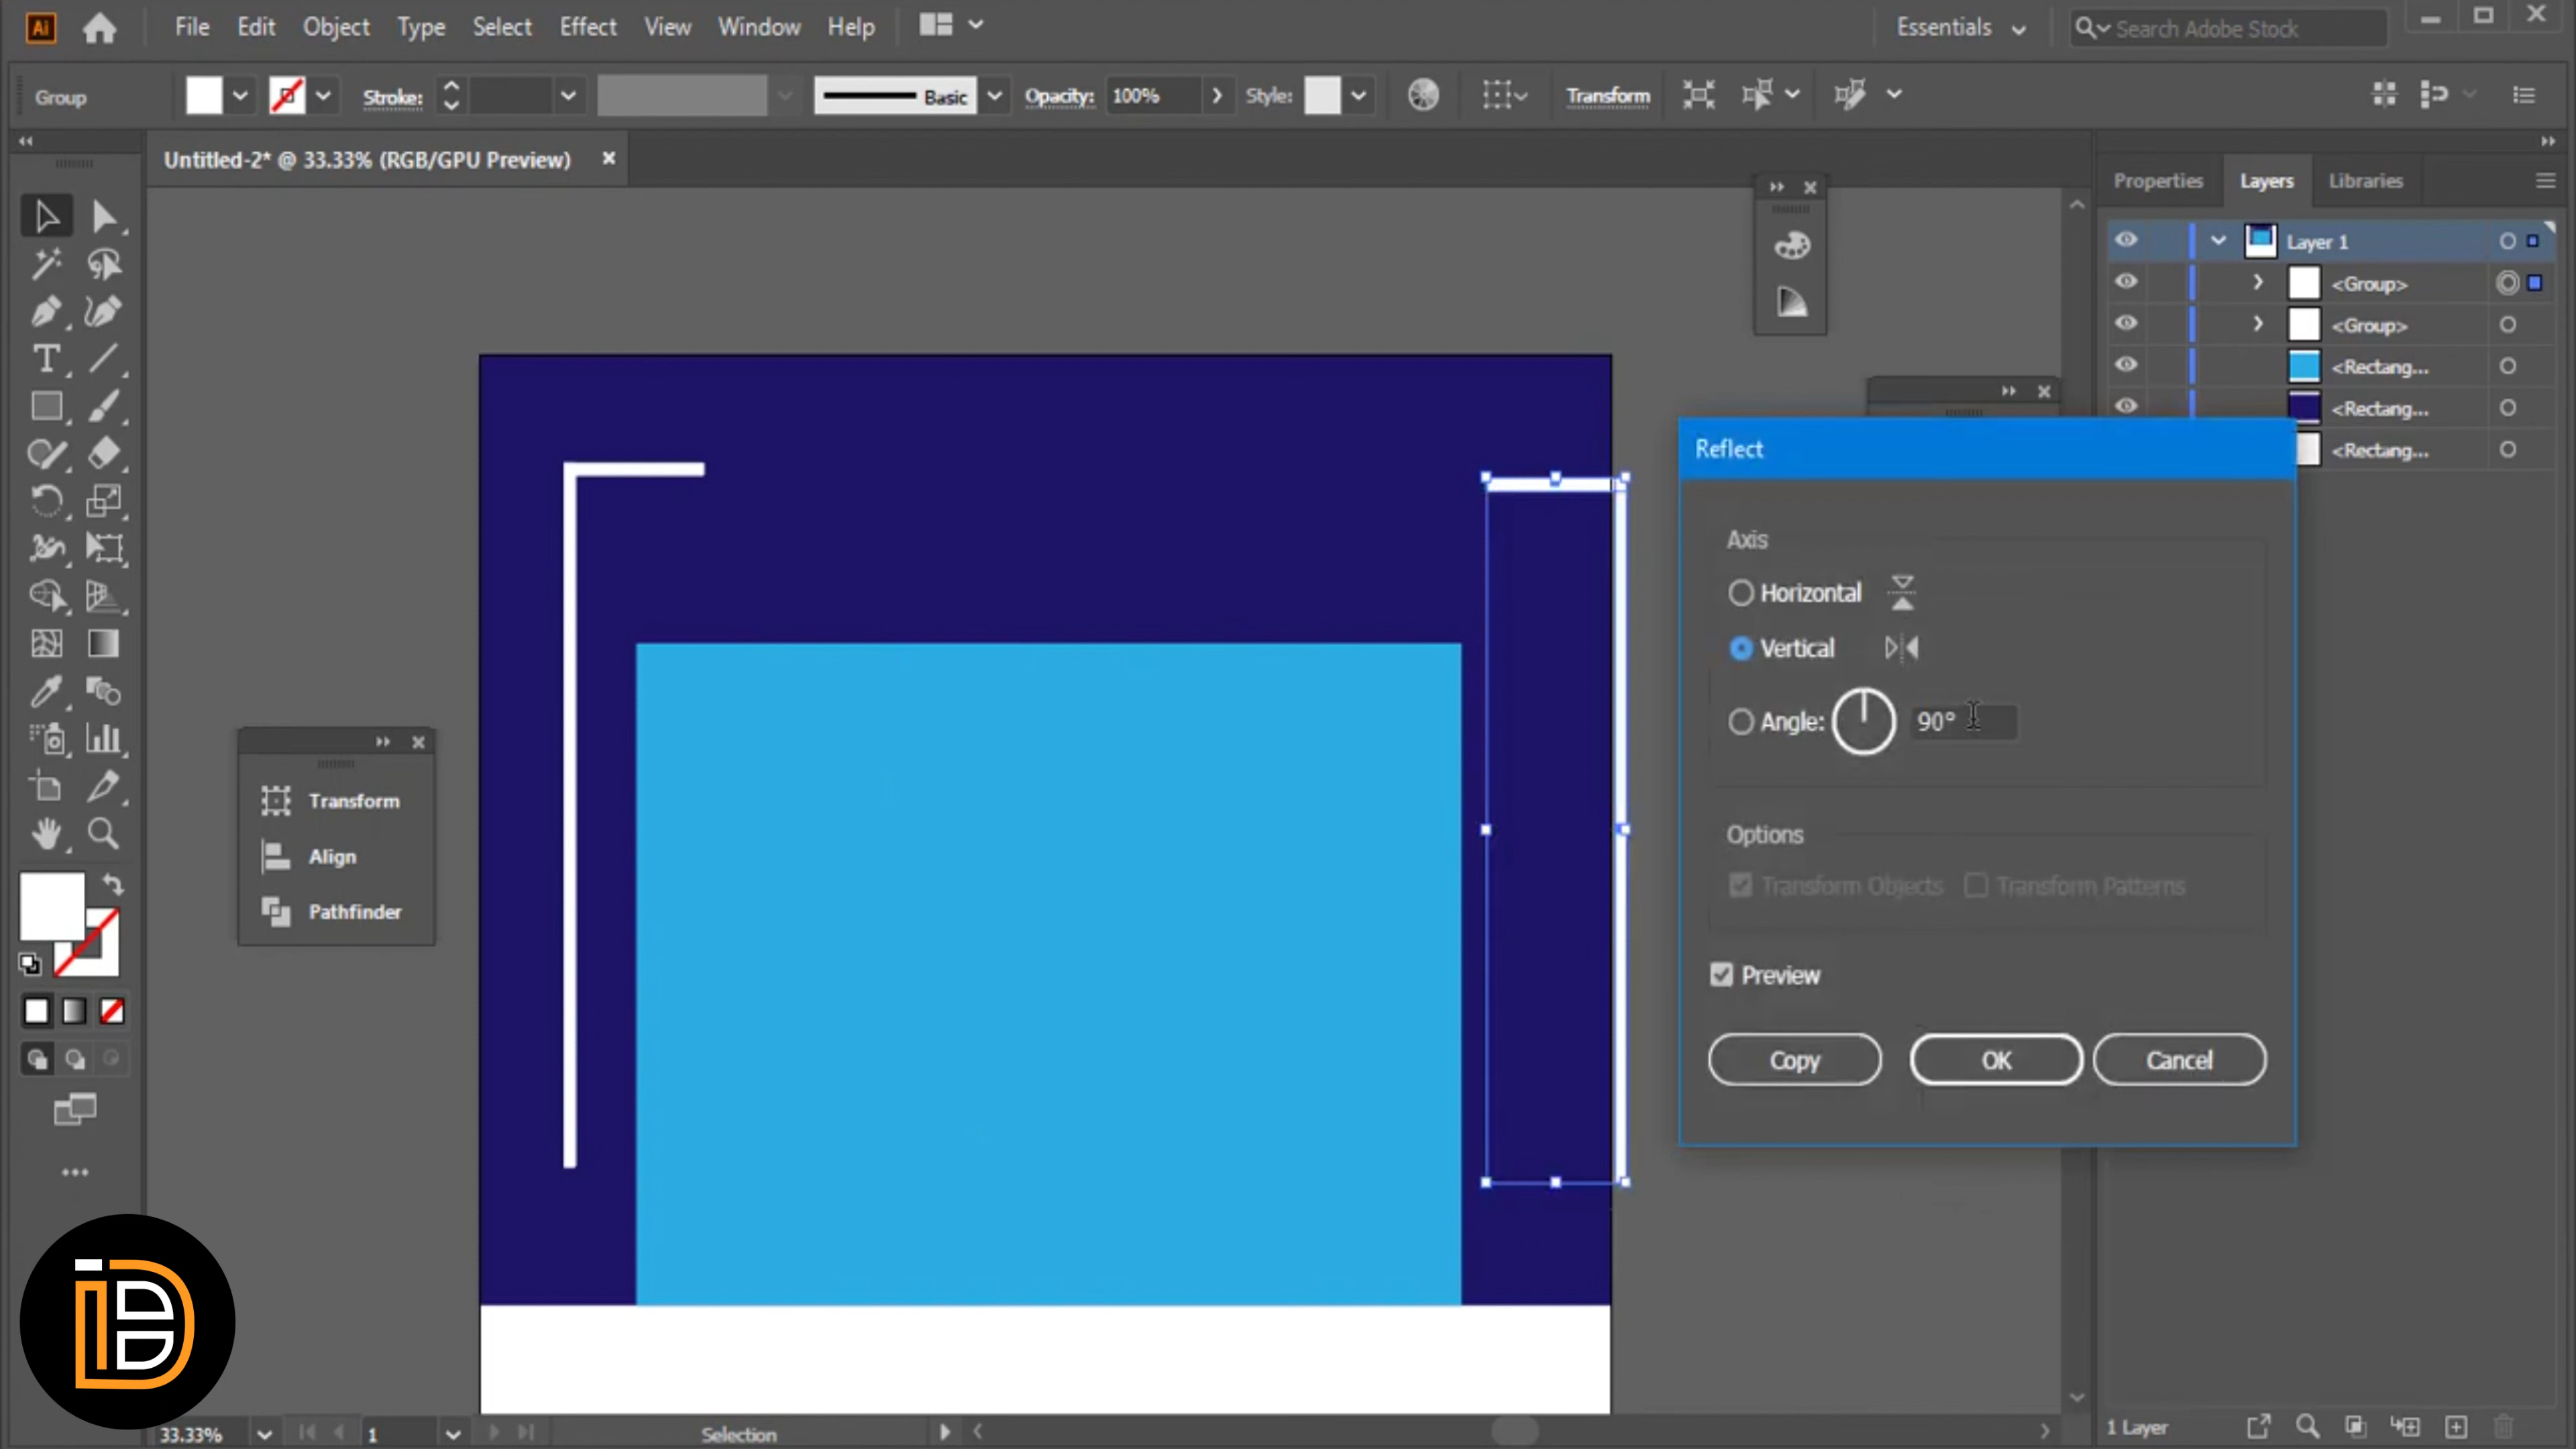 Ai File Edit Object Type Select Effect View Window Help Essentials Search Adobe Stock
Group Stroke: Basic Opacity: 100% Style: Transform
Untitled-2* @ 33.33% (RGB/GPU Preview)
Properties Layers Libraries
Layer 1
<Group>
<Group>
<Rectang...
<Rectang...
<Rectang...
Reflect
Axis
Horizontal
Vertical
Angle: 90°
Options
Transform Objects Transform Patterns
Preview
Copy OK Cancel
Transform
Align
Pathfinder
33.33% 1 Selection
1 Layer